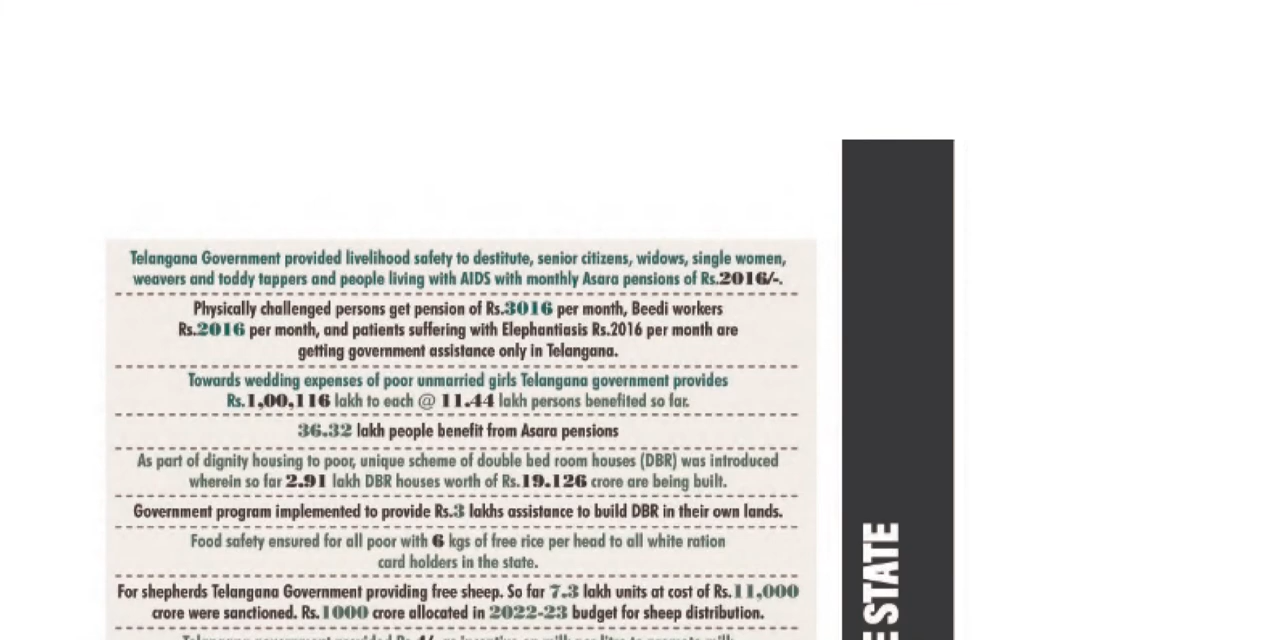 Telangana Government provided livelihood safety to destitute, senior citizens, widows, single women,
weavers and toddy tappers and people living with AIDS with monthly Asara pensions of Rs.2016/-.
Physically challenged persons get pension of Rs.3016 per month, Beedi workers
Rs.2016 per month, and patients suffering with Elephantiasis Rs.2016 per month are
getting government assistance only in Telangana.
Towards wedding expenses of poor unmarried girls Telangana government provides
Rs.1,00,116 lakh to each @ 11.44 lakh persons benefited so far.
36.32 lakh people benefit from Asara pensions
As part of dignity housing to poor, unique scheme of double bed room houses (DBR) was introduced
wherein so far 2.91 lakh DBR houses worth of Rs.19.126 crore are being built.
Government program implemented to provide Rs.3 lakhs assistance to build DBR in their own lands.
Food safety ensured for all poor with 6 kgs of free rice per head to all white ration
card holders in the state.
For shepherds Telangana Government providing free sheep. So far 7.3 lakh units at cost of Rs.11,000
crore were sanctioned. Rs.1000 crore allocated in 2022-23 budget for sheep distribution.
Telangana government provided Rs.
STATE